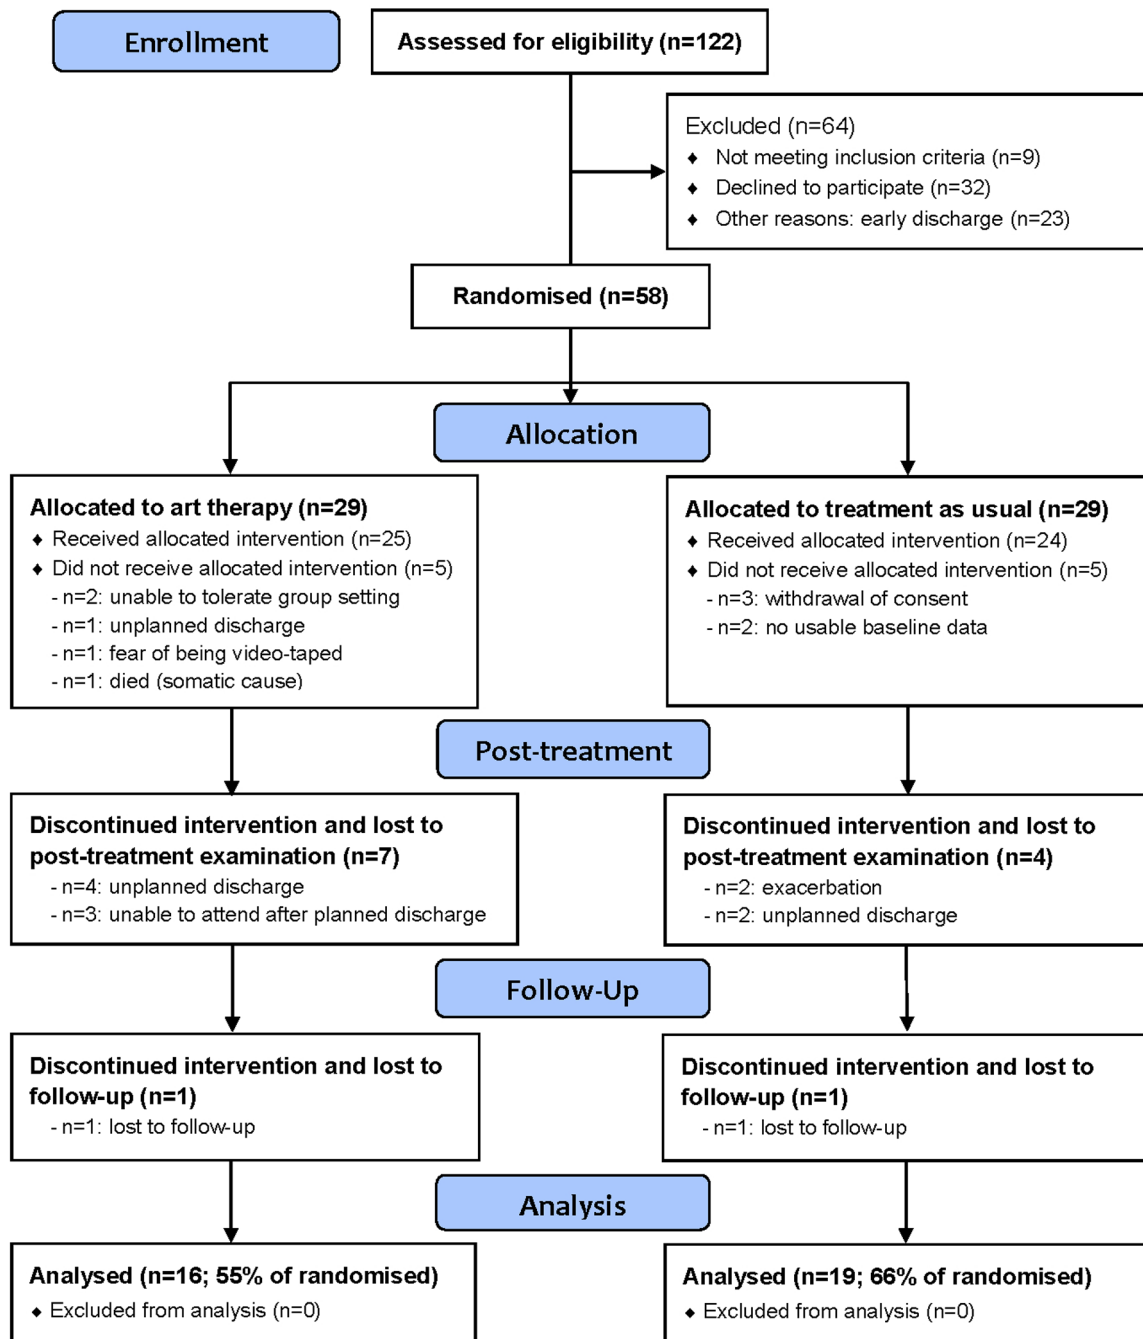 Enrollment
Assessed for eligibility (n=122)
Excluded (n=64)
♦ Not meeting inclusion criteria (n=9)
♦ Declined to participate (n=32)
♦ Other reasons: early discharge (n=23)
Randomised (n=58)
Allocation
Allocated to art therapy (n=29)
♦ Received allocated intervention (n=25)
♦ Did not receive allocated intervention (n=5)
- n=2: unable to tolerate group setting
- n=1: unplanned discharge
- n=1: fear of being video-taped
- n=1: died (somatic cause)
Allocated to treatment as usual (n=29)
♦ Received allocated intervention (n=24)
♦ Did not receive allocated intervention (n=5)
- n=3: withdrawal of consent
- n=2: no usable baseline data
Post-treatment
Discontinued intervention and lost to
post-treatment examination (n=7)
- n=4: unplanned discharge
- n=3: unable to attend after planned discharge
Discontinued intervention and lost to
post-treatment examination (n=4)
- n=2: exacerbation
- n=2: unplanned discharge
Follow-Up
Discontinued intervention and lost to
follow-up (n=1)
- n=1: lost to follow-up
Discontinued intervention and lost to
follow-up (n=1)
- n=1: lost to follow-up
Analysis
Analysed (n=16; 55% of randomised)
♦ Excluded from analysis (n=0)
Analysed (n=19; 66% of randomised)
♦ Excluded from analysis (n=0)